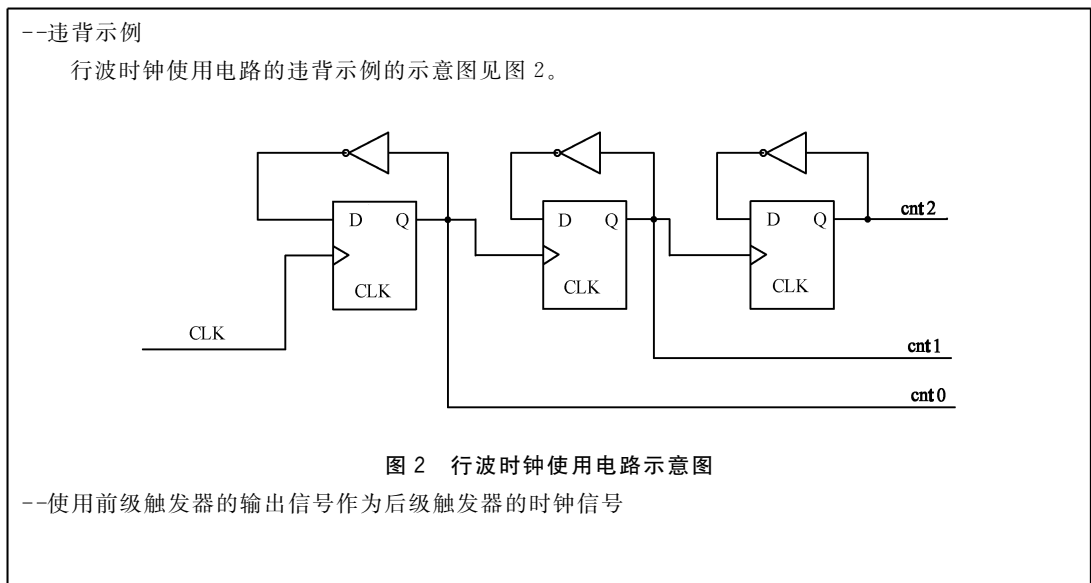 --违背示例
行波时钟使用电路的违背示例的示意图见图 2。
D Q
CLK
D Q
CLK
D Q
CLK
cnt2
CLK
cnt1
cnt0
图 2 行波时钟使用电路示意图
--使用前级触发器的输出信号作为后级触发器的时钟信号